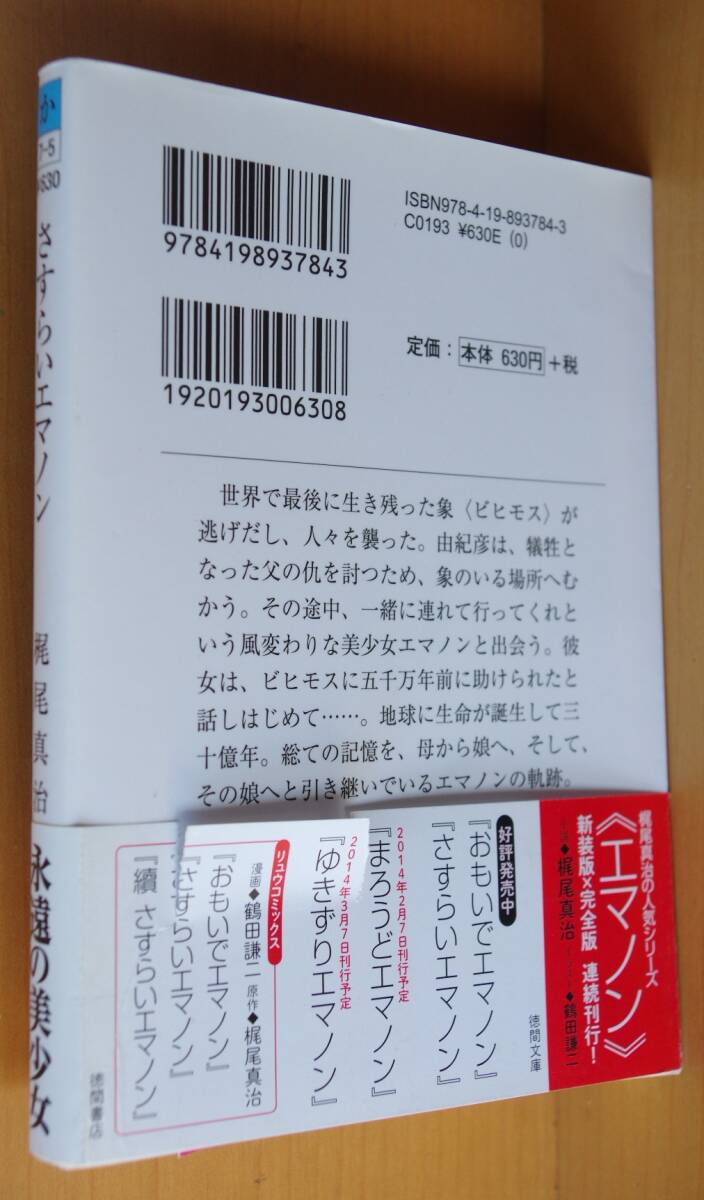 か
7-5
¥630
さすらいエマノン
梶尾真治
永遠の美少女
徳間書店
9784198937843
ISBN978-4-19-893784-3
C0193 ¥630E (0)
1920193006308
定価：本体 630円+税
世界で最後に生き残った象〈ビヒモス〉が
逃げだし、人々を襲った。由紀彦は、犠牲と
なった父の仇を討つため、象のいる場所へむ
かう。その途中、一緒に連れて行ってくれと
いう風変わりな美少女エマノンと出会う。彼
女は、ビヒモスに五千万年前に助けられたと
話しはじめて……。地球に生命が誕生して三
十億年。総ての記憶を、母から娘へ、そして、
その娘へと引き継いでいるエマノンの軌跡。
梶尾真治の人気シリーズ
《エマノン》
新装版×完全版 連続刊行！
◆梶尾真治 ◆鶴田謙二
徳間文庫
好評発売中
『おもいでエマノン』
『さすらいエマノン』
2014年2月7日刊行予定
『まろうどエマノン』
2014年3月7日刊行予定
『ゆきずりエマノン』
リュウコミックス
漫画◆鶴田謙二 原作◆梶尾真治
『おもいでエマノン』
『さすらいエマノン』
『續 さすらいエマノン』